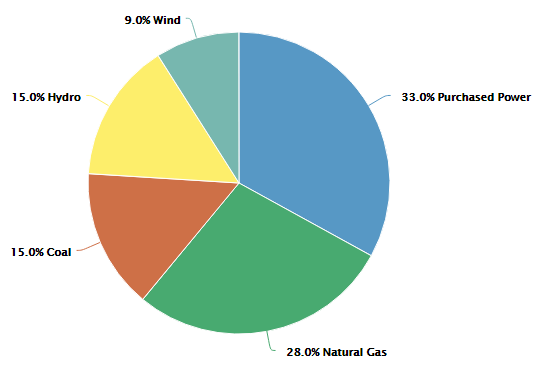 9.0% Wind
33.0% Purchased Power
15.0% Hydro
15.0% Coal
28.0% Natural Gas